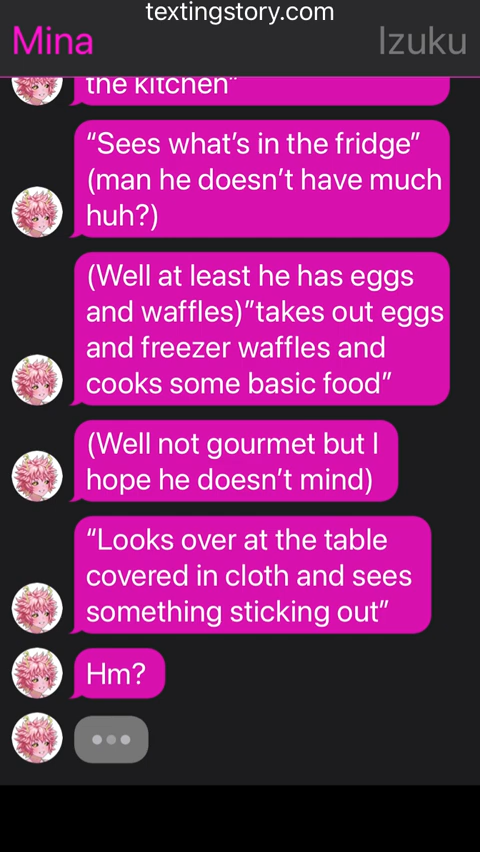 textingstory.com
Mina
Izuku
the kitchen”
“Sees what’s in the fridge”
(man he doesn’t have much
huh?)
(Well at least he has eggs
and waffles)”takes out eggs
and freezer waffles and
cooks some basic food”
(Well not gourmet but I
hope he doesn’t mind)
“Looks over at the table
covered in cloth and sees
something sticking out”
Hm?